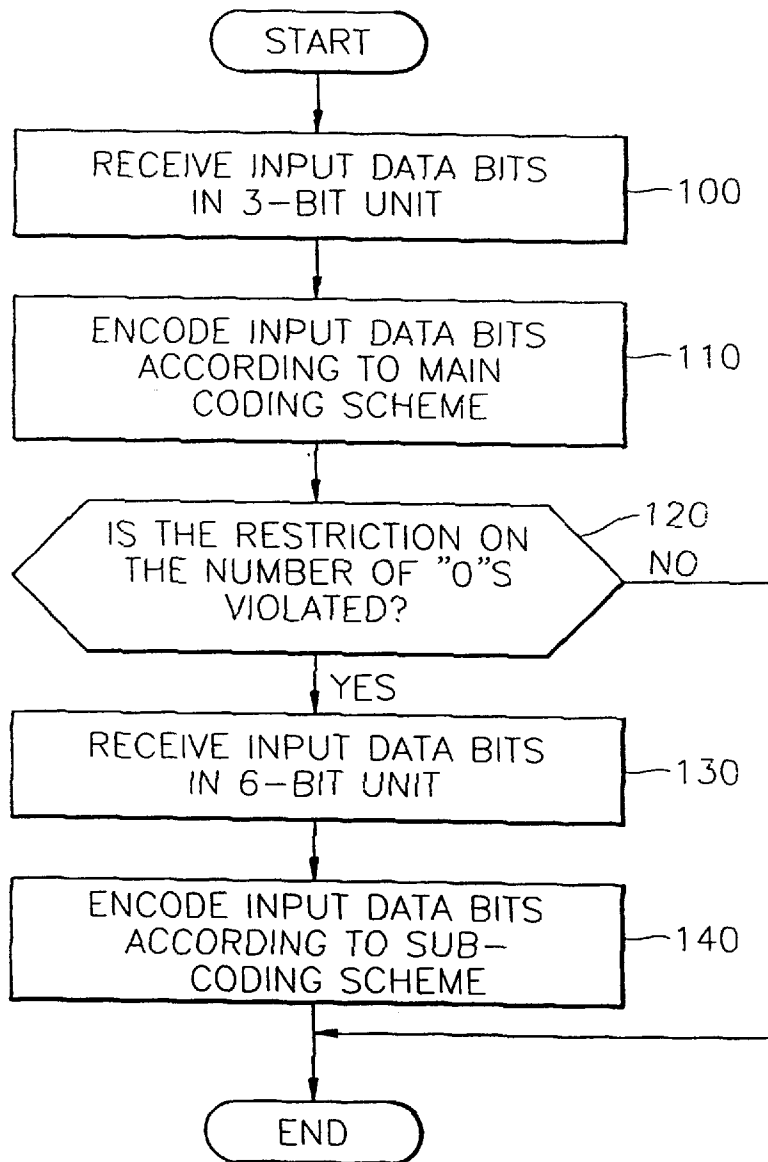 START
RECEIVE INPUT DATA BITS
IN 3-BIT UNIT
100
ENCODE INPUT DATA BITS
ACCORDING TO MAIN
CODING SCHEME
110
IS THE RESTRICTION ON
THE NUMBER OF "0"S
VIOLATED?
120
NO
YES
RECEIVE INPUT DATA BITS
IN 6-BIT UNIT
130
ENCODE INPUT DATA BITS
ACCORDING TO SUB-
CODING SCHEME
140
END